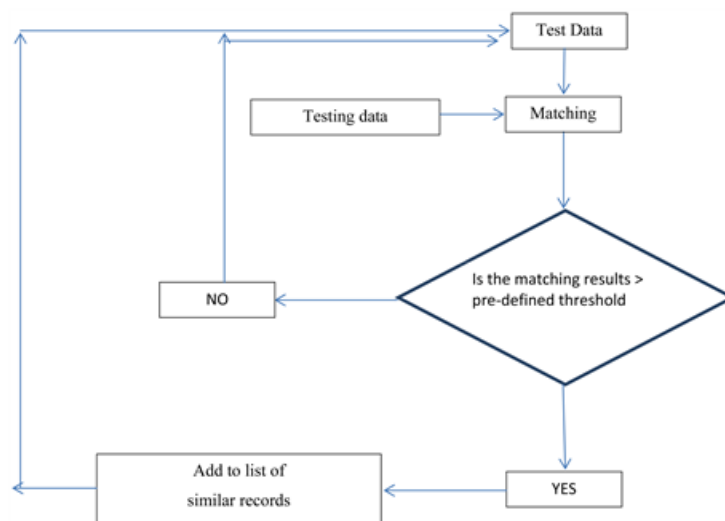 Test Data
Testing data
Matching
Is the matching results >
pre-defined threshold
NO
Add to list of
similar records
YES